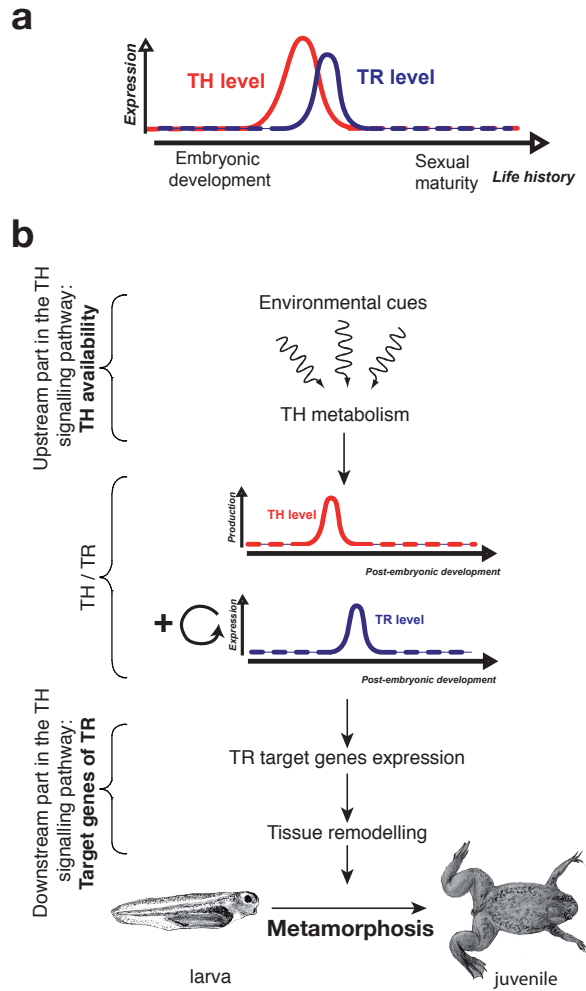 a
Expression
TH level
TR level
Embryonic
development
Sexual
maturity
Life history
b
Upstream part in the TH
signalling pathway:
TH availability
Environmental cues
TH metabolism
TH / TR
Production
TH level
Post-embryonic development
+
Expression
TR level
Post-embryonic development
Downstream part in the TH
signalling pathway:
Target genes of TR
TR target genes expression
Tissue remodelling
Metamorphosis
larva
juvenile